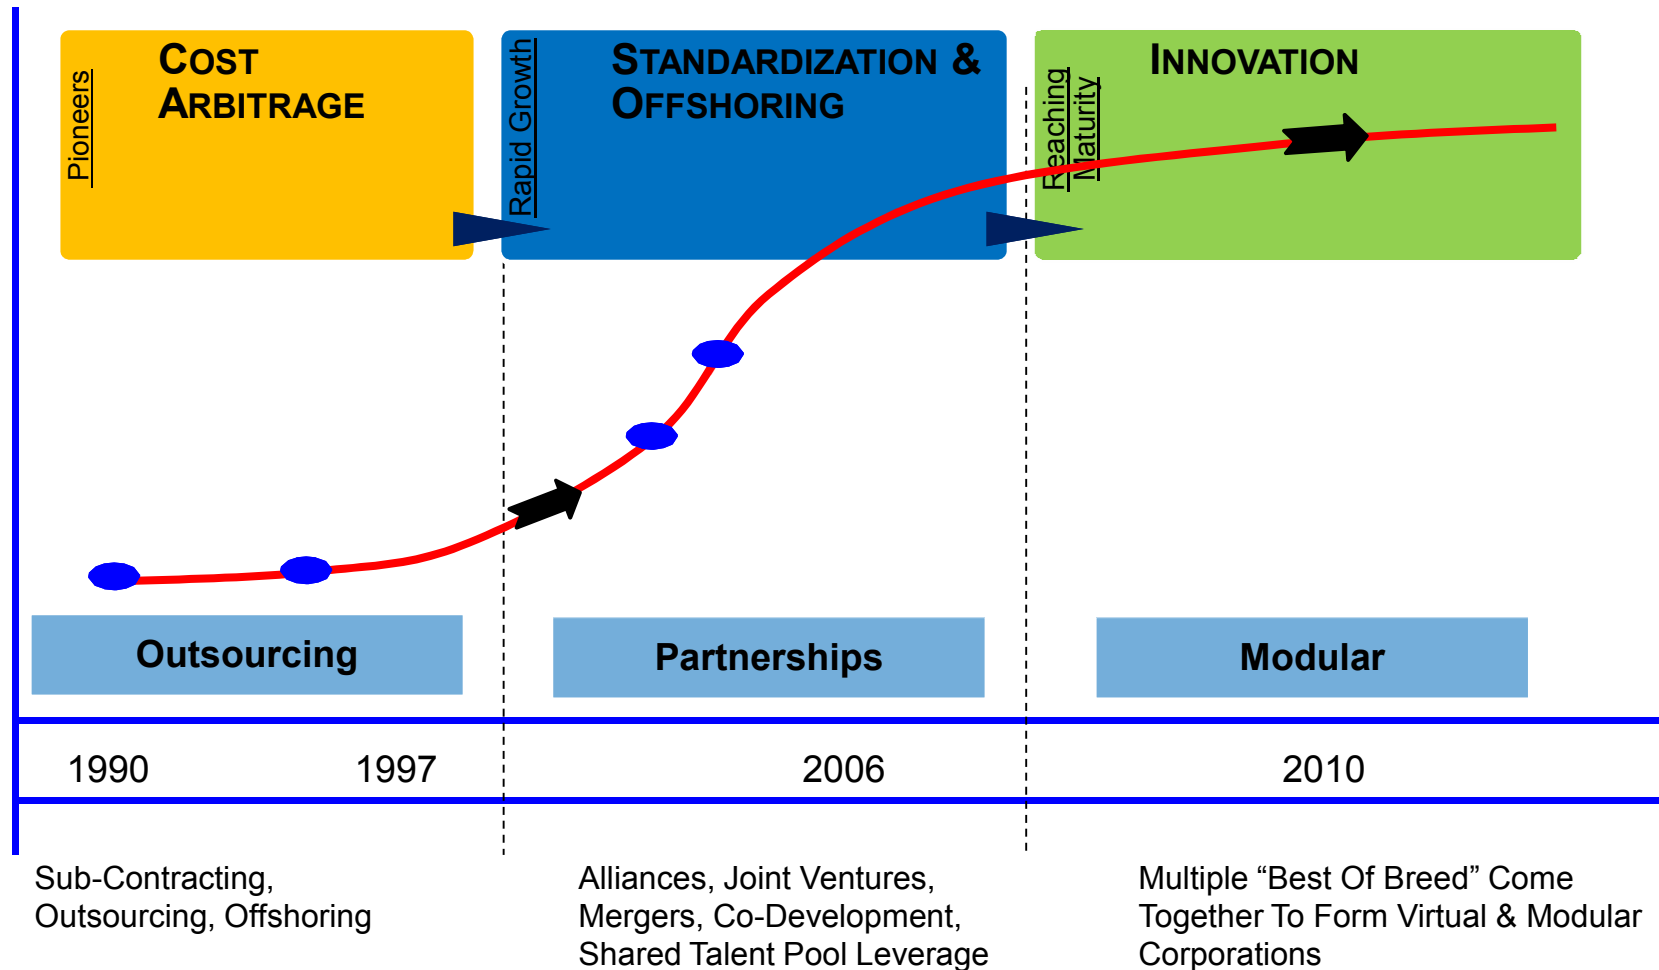 Pioneers
COST
ARBITRAGE
Rapid Growth
STANDARDIZATION &
OFFSHORING
Reaching
Maturity
INNOVATION
Outsourcing
Partnerships
Modular
1990
1997
2006
2010
Sub-Contracting,
Outsourcing, Offshoring
Alliances, Joint Ventures,
Mergers, Co-Development,
Shared Talent Pool Leverage
Multiple “Best Of Breed” Come
Together To Form Virtual & Modular
Corporations